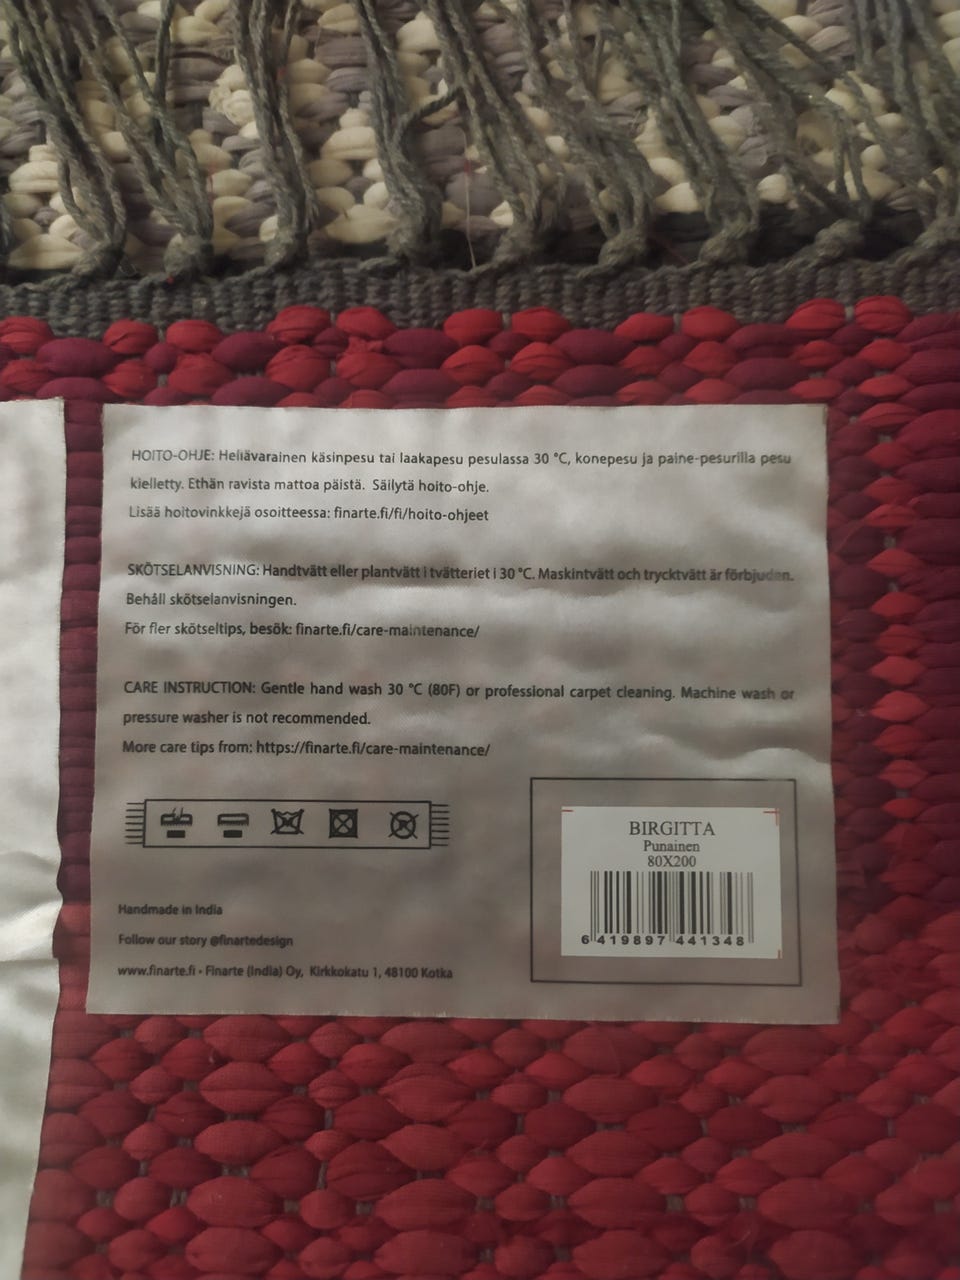 HOITO-OHJE: Hellävarainen käsinpesu tai laakapesu pesulassa 30 °C, konepesu ja paine-pesurilla pesu
kielletty. Ethän ravista mattoa päistä. Säilytä hoito-ohje.
Lisää hoitovinkkejä osoitteessa: finarte.fi/fi/hoito-ohjeet
SKÖTSELANVISNING: Handtvätt eller plantvätt i tvätteriet i 30 °C. Maskintvätt och trycktvätt är förbjuden.
Behåll skötselanvisningen.
För fler skötseltips, besök: finarte.fi/care-maintenance/
CARE INSTRUCTION: Gentle hand wash 30 °C (80F) or professional carpet cleaning. Machine wash or
pressure washer is not recommended.
More care tips from: https://finarte.fi/care-maintenance/
BIRGITTA
Punainen
80X200
6 419897 441348
Handmade in India
Follow our story @finartedesign
www.finarte.fi • Finarte (India) Oy, Kirkkokatu 1, 48100 Kotka